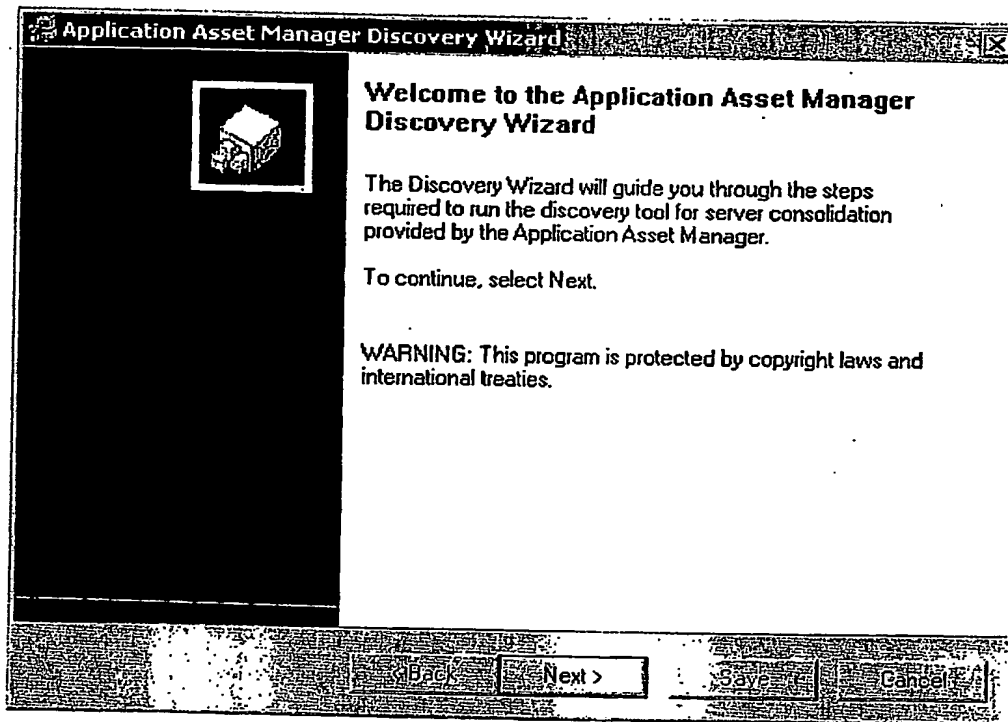 Application Asset Manager Discovery Wizard
Welcome to the Application Asset Manager
Discovery Wizard
The Discovery Wizard will guide you through the steps
required to run the discovery tool for server consolidation
provided by the Application Asset Manager.
To continue, select Next.
WARNING: This program is protected by copyright laws and
international treaties.
< Back Next > Save Cancel